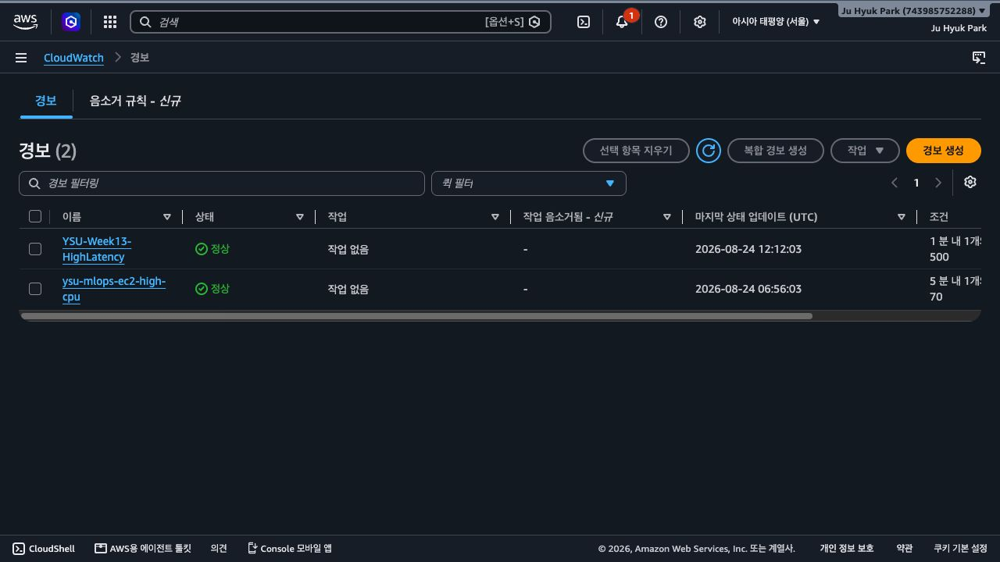 aws
검색
[옵션+S]
1
아시아 태평양 (서울)
Ju Hyuk Park (743985752288)
Ju Hyuk Park
CloudWatch
경보
경보
음소거 규칙 - 신규
경보 (2)
선택 항목 지우기
복합 경보 생성
작업
경보 생성
경보 필터링
퀵 필터
1
이름
상태
작업
작업 음소거됨 - 신규
마지막 상태 업데이트 (UTC)
조건
YSU-Week13-
HighLatency
정상
작업 없음
-
2026-08-24 12:12:03
1 분 내 1개
500
ysu-mlops-ec2-high-
cpu
정상
작업 없음
-
2026-08-24 06:56:03
5 분 내 1개
70
CloudShell
AWS용 에이전트 툴킷
의견
Console 모바일 앱
© 2026, Amazon Web Services, Inc. 또는 계열사.
개인 정보 보호
약관
쿠키 기본 설정